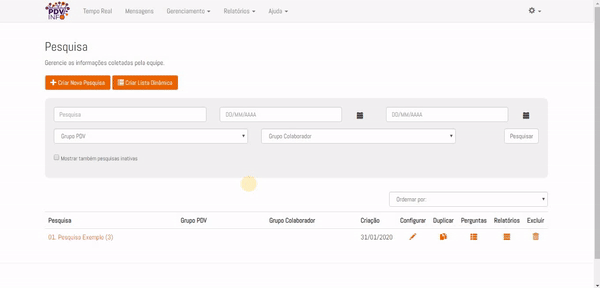 PDV INFO
Tempo Real Mensagens Gerenciamento Relatórios Ajuda
Pesquisa
Gerencie as informações coletadas pela equipe.
Criar Nova Pesquisa Criar Lista Dinâmica
Pesquisa DD/MM/AAAA DD/MM/AAAA
Grupo PDV Grupo Colaborador Pesquisar
Mostrar também pesquisas inativas
Ordernar por:
Pesquisa Grupo PDV Grupo Colaborador Criação Configurar Duplicar Perguntas Relatórios Excluir
01. Pesquisa Exemplo (3) 31/01/2020